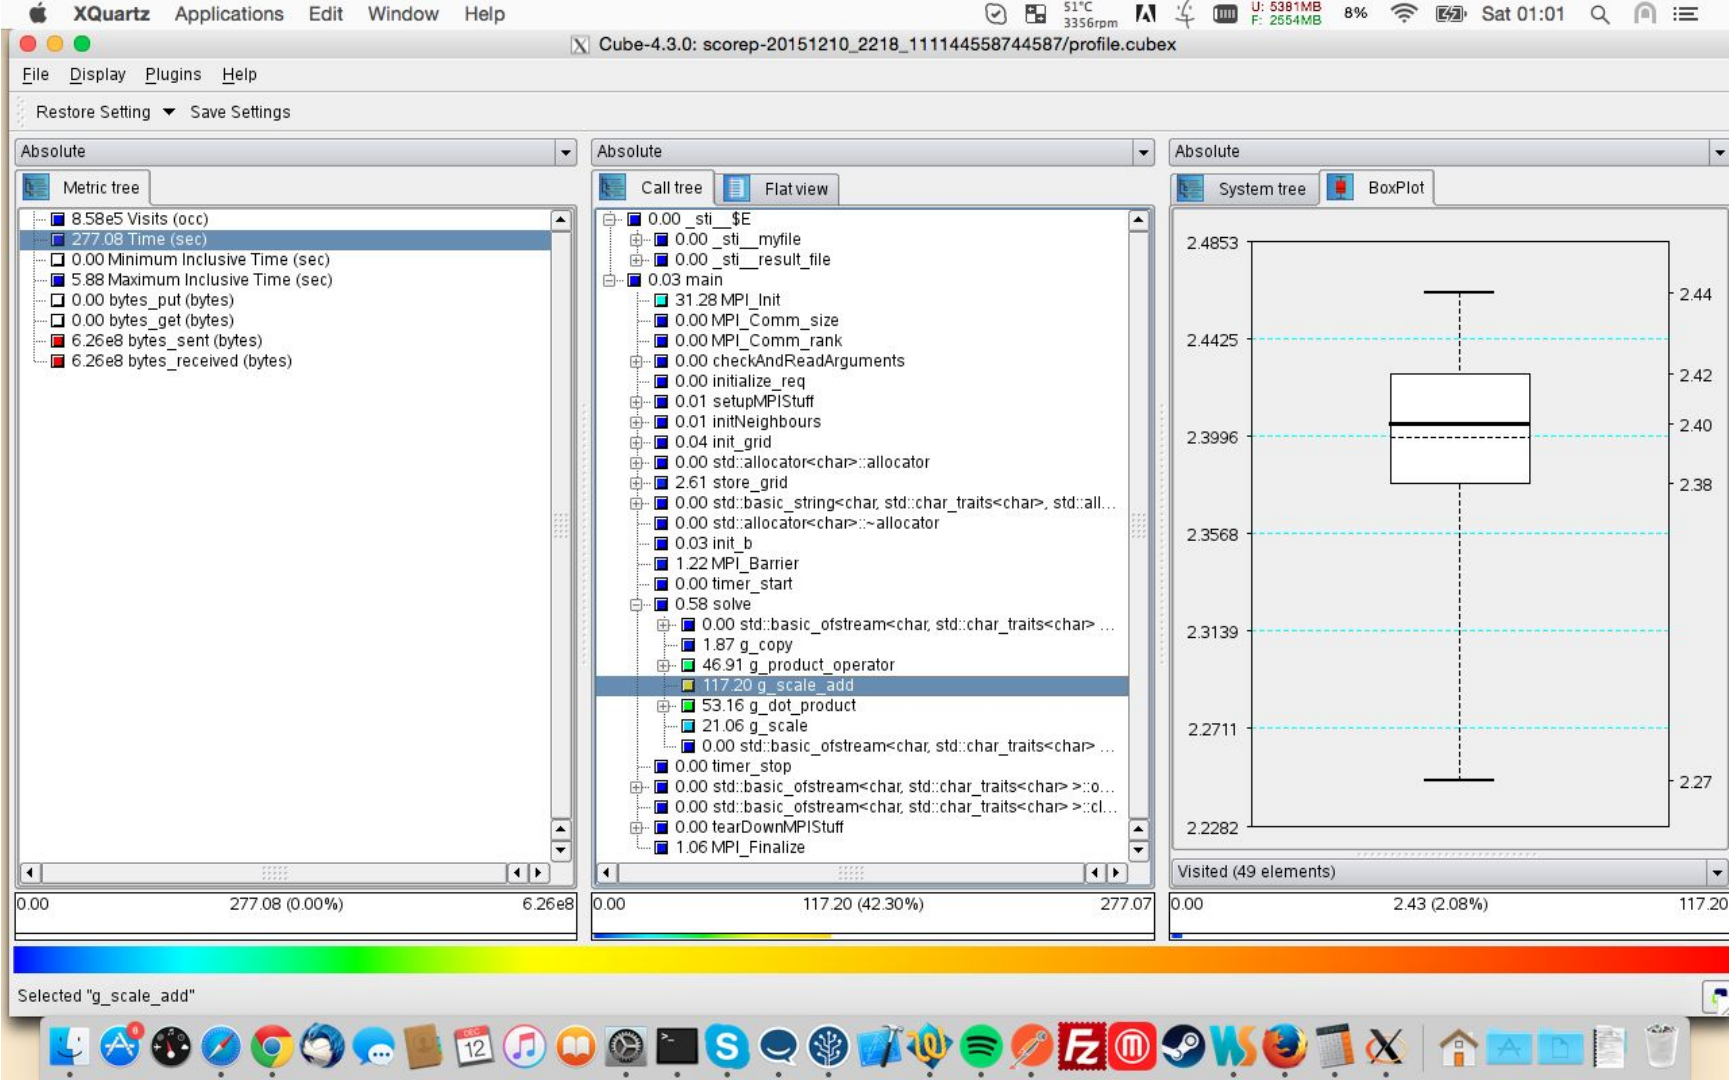 XQuartz Applications Edit Window Help
51°C
3356rpm
U: 5381MB
F: 2554MB
8%
Sat 01:01
Cube-4.3.0: scorep-20151210_2218_111144558744587/profile.cubex
File Display Plugins Help
Restore Setting Save Settings
Absolute
Metric tree
8.58e5 Visits (occ)
277.08 Time (sec)
0.00 Minimum Inclusive Time (sec)
5.88 Maximum Inclusive Time (sec)
0.00 bytes_put (bytes)
0.00 bytes_get (bytes)
6.26e8 bytes_sent (bytes)
6.26e8 bytes_received (bytes)
0.00 277.08 (0.00%) 6.26e8
Absolute
Call tree Flat view
0.00 _sti__$E
0.00 _sti__myfile
0.00 _sti__result_file
0.03 main
31.28 MPI_Init
0.00 MPI_Comm_size
0.00 MPI_Comm_rank
0.00 checkAndReadArguments
0.00 initialize_req
0.01 setupMPIStuff
0.01 initNeighbours
0.04 init_grid
0.00 std::allocator<char>::allocator
2.61 store_grid
0.00 std::basic_string<char, std::char_traits<char>, std::all...
0.00 std::allocator<char>::~allocator
0.03 init_b
1.22 MPI_Barrier
0.00 timer_start
0.58 solve
0.00 std::basic_ofstream<char, std::char_traits<char> ...
1.87 g_copy
46.91 g_product_operator
117.20 g_scale_add
53.16 g_dot_product
21.06 g_scale
0.00 std::basic_ofstream<char, std::char_traits<char> ...
0.00 timer_stop
0.00 std::basic_ofstream<char, std::char_traits<char> >::o...
0.00 std::basic_ofstream<char, std::char_traits<char> >::cl...
0.00 tearDownMPIStuff
1.06 MPI_Finalize
0.00 117.20 (42.30%) 277.07
Absolute
System tree BoxPlot
2.4853
2.44
2.4425
2.42
2.40
2.3996
2.38
2.3568
2.3139
2.2711
2.27
2.2282
Visited (49 elements)
0.00 2.43 (2.08%) 117.20
Selected "g_scale_add"
DEC
12